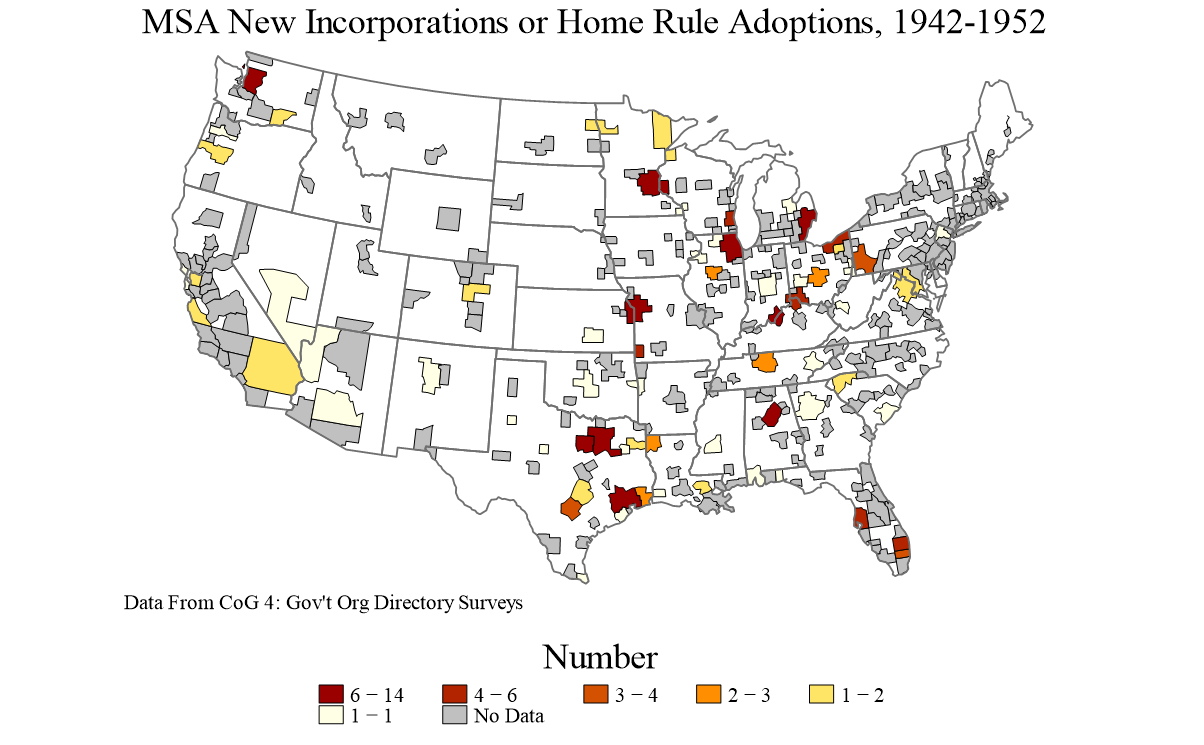 MSA New Incorporations or Home Rule Adoptions, 1942-1952
Data From CoG 4: Gov't Org Directory Surveys
Number
6 − 14 4 − 6 3 − 4 2 − 3 1 − 2
1 − 1 No Data